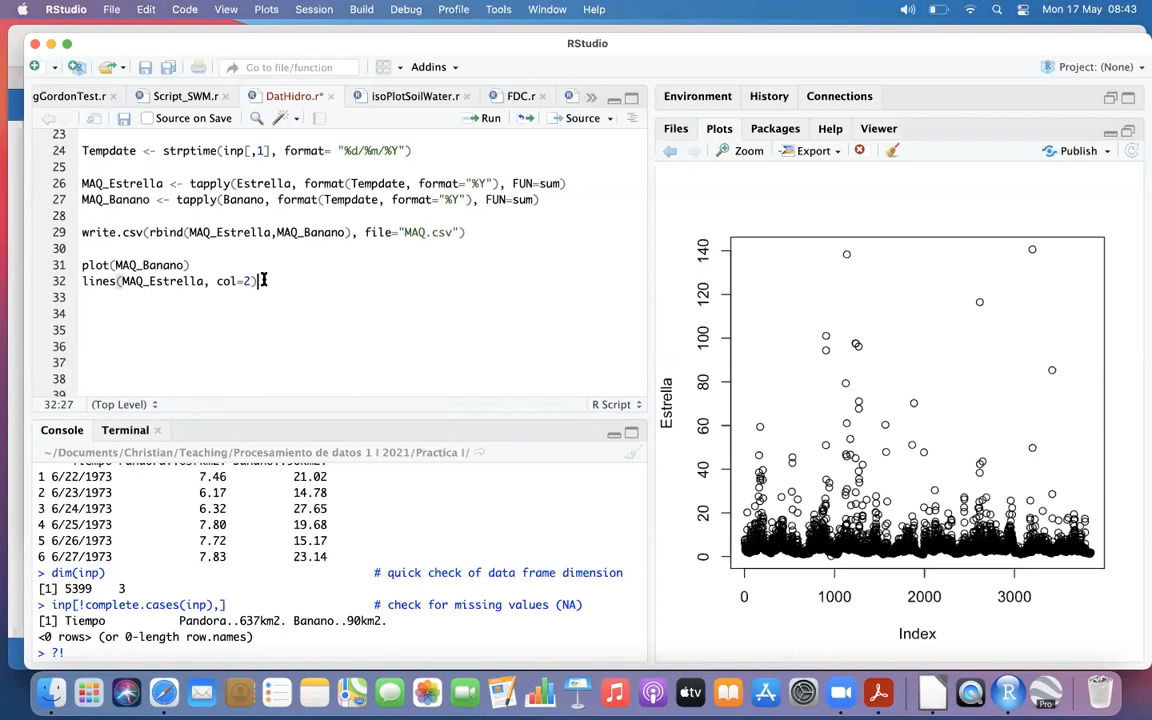 RStudio File Edit Code View Plots Session Build Debug Profile Tools Window Help Mon 17 May 08:43
RStudio
Go to file/function Addins Project: (None)
gGordonTest.r Script_SWM.r DatHidro.r* isoPlotSoilWater.r FDC.r
Source on Save Run Source
23
24 Tempdate <- strptime(inp[,1], format= "%d/%m/%Y")
25
26 MAQ_Estrella <- tapply(Estrella, format(Tempdate, format="%Y"), FUN=sum)
27 MAQ_Banano <- tapply(Banano, format(Tempdate, format="%Y"), FUN=sum)
28
29 write.csv(rbind(MAQ_Estrella,MAQ_Banano), file="MAQ.csv")
30
31 plot(MAQ_Banano)
32 lines(MAQ_Estrella, col=2)
33
34
35
36
37
38
39
32:27 (Top Level) R Script
Console Terminal
~/Documents/Christian/Teaching/Procesamiento de datos 1 I 2021/Practica I/
1 6/22/1973 7.46 21.02
2 6/23/1973 6.17 14.78
3 6/24/1973 6.32 27.65
4 6/25/1973 7.80 19.68
5 6/26/1973 7.72 15.17
6 6/27/1973 7.83 23.14
> dim(inp) # quick check of data frame dimension
[1] 5399 3
> inp[!complete.cases(inp),] # check for missing values (NA)
[1] Tiempo Pandora..637km2. Banano..90km2.
<0 rows> (or 0-length row.names)
> ?!
Environment History Connections
Files Plots Packages Help Viewer
Zoom Export Publish
Estrella
140
120
100
80
60
40
20
0
0 1000 2000 3000
Index
tv
Pro